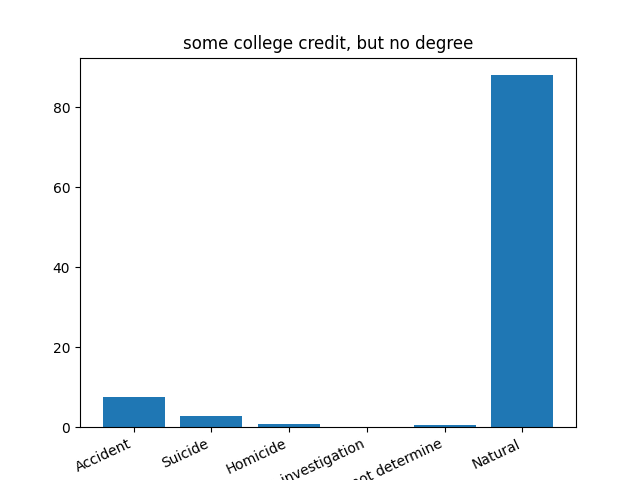 some college credit, but no degree
80
60
40
20
0
Accident
Suicide
Homicide
investigation
not determine
Natural